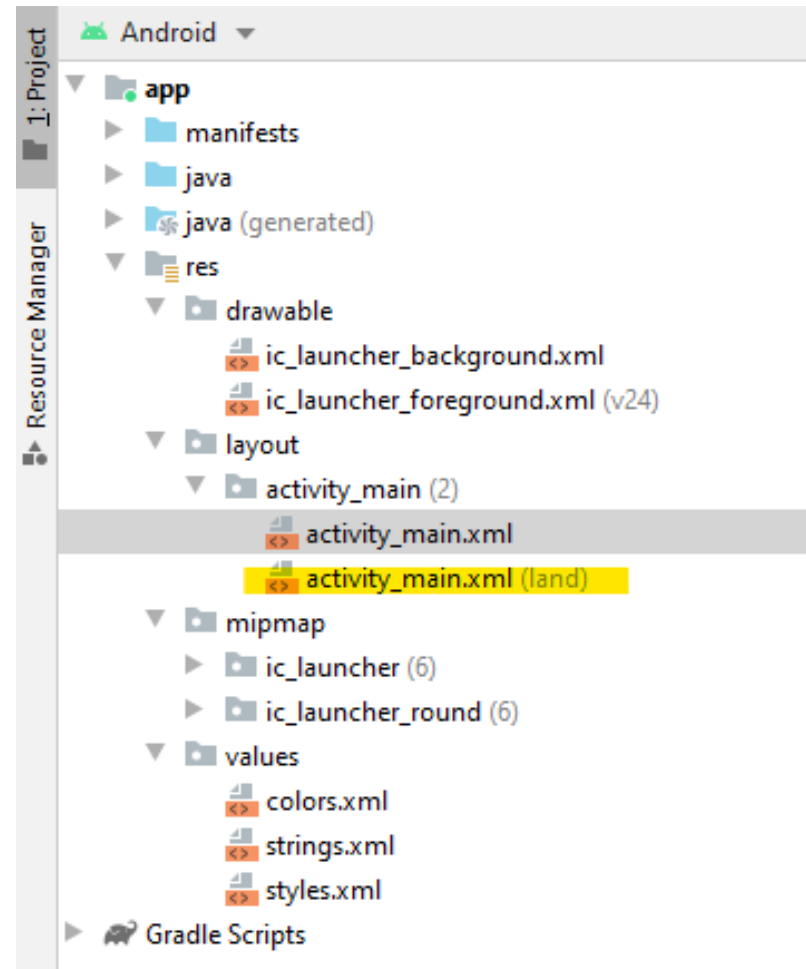 1: Project
Resource Manager
Android
app
manifests
java
java (generated)
res
drawable
ic_launcher_background.xml
ic_launcher_foreground.xml (v24)
layout
activity_main (2)
activity_main.xml
activity_main.xml (land)
mipmap
ic_launcher (6)
ic_launcher_round (6)
values
colors.xml
strings.xml
styles.xml
Gradle Scripts